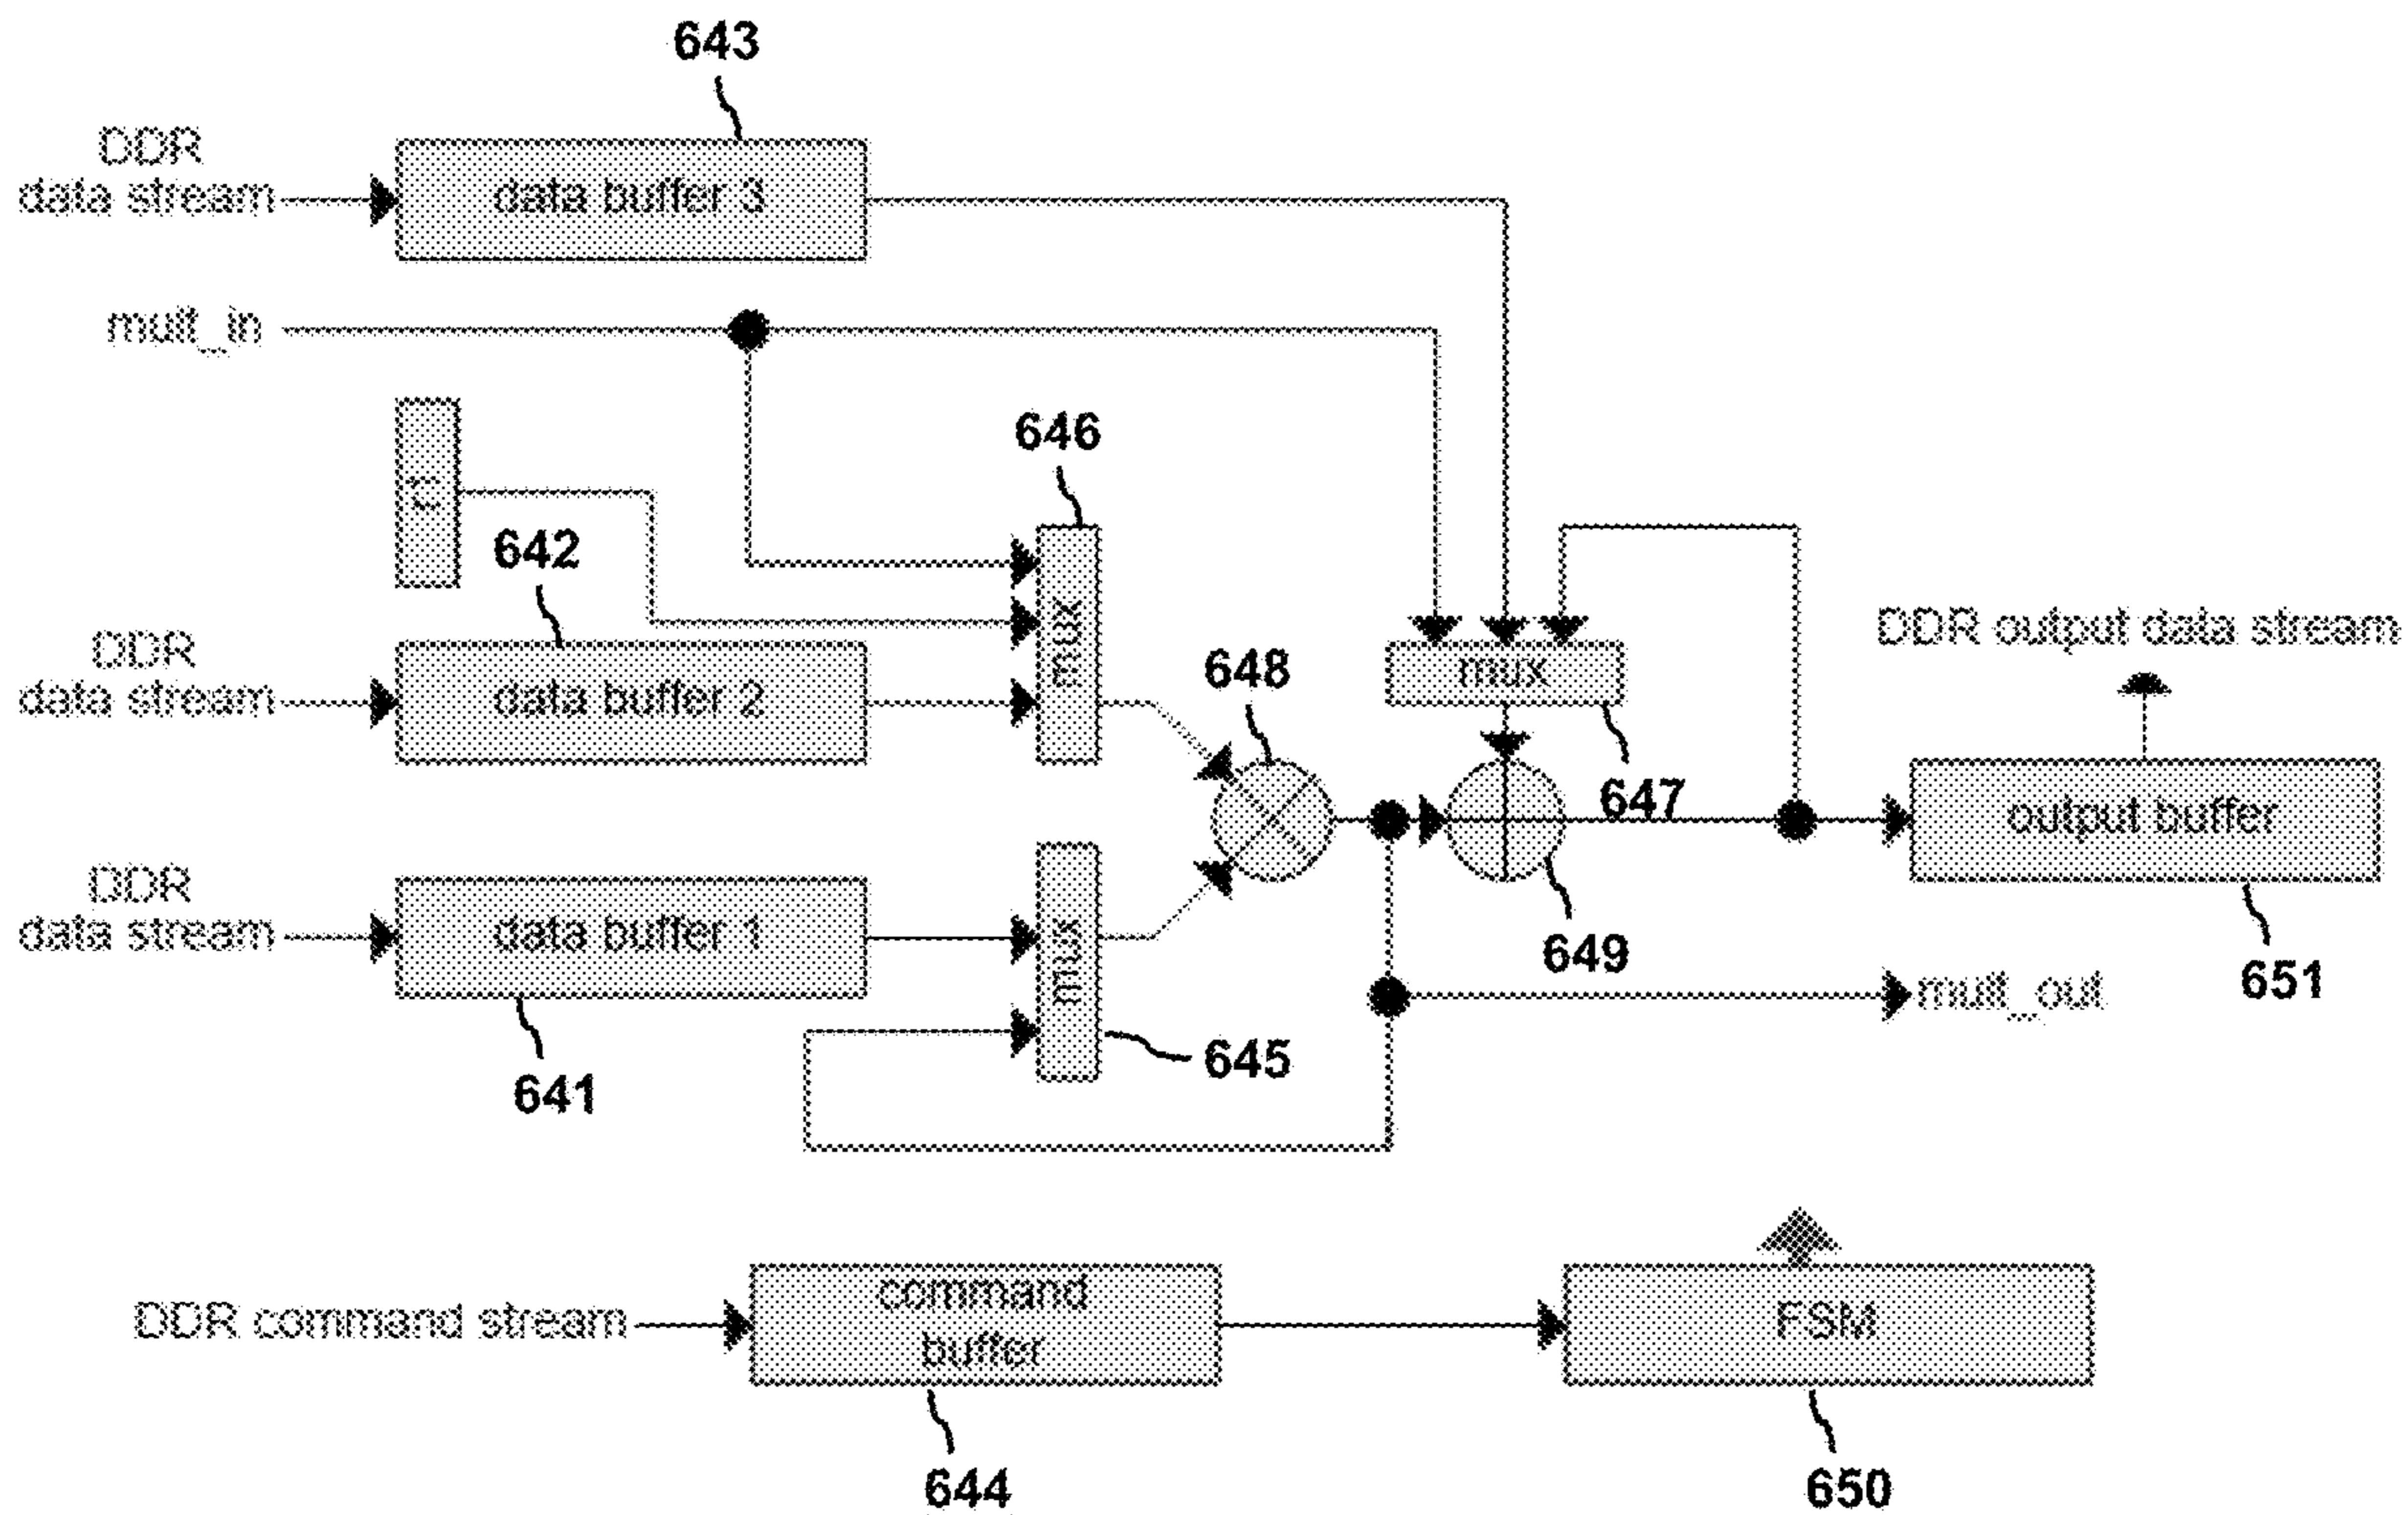 643
DDR
data stream
data buffer 3
mult_in
646
642
DDR
data stream
data buffer 2
mux
648
mux
647
DDR output data stream
output buffer
651
DDR
data stream
data buffer 1
mux
649
mult_out
641
645
DDR command stream
command
buffer
FSM
644
650